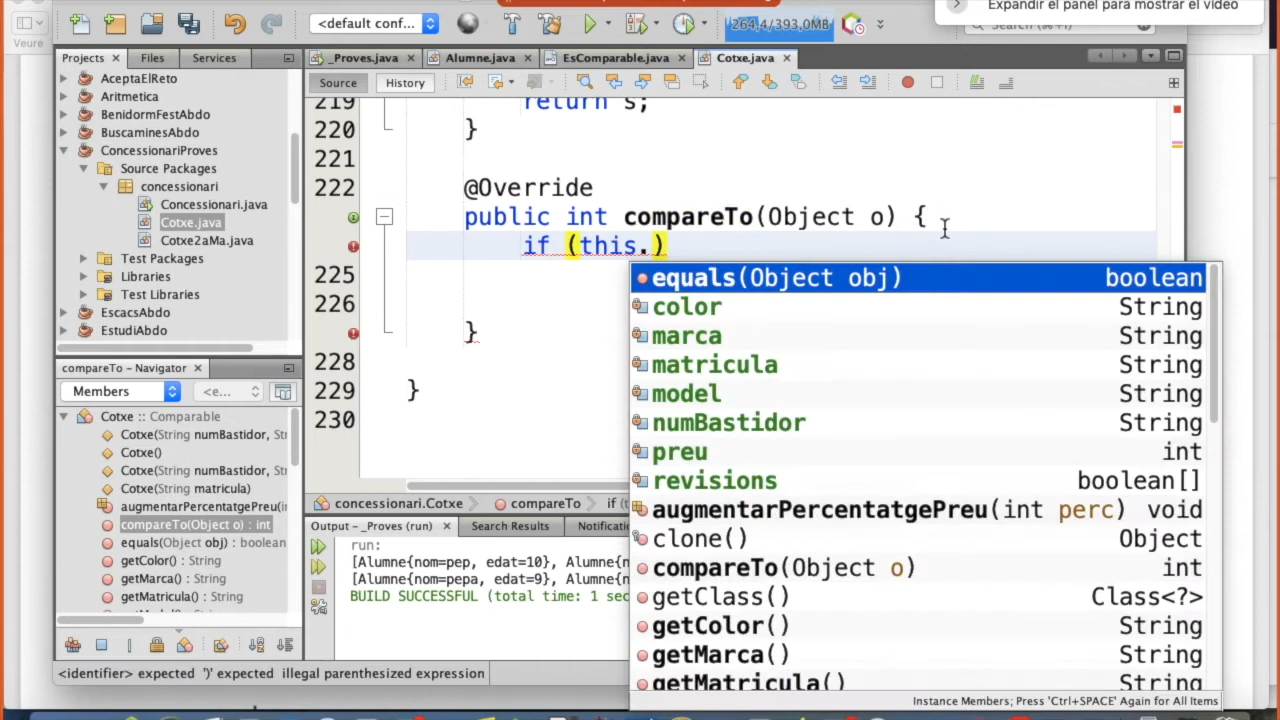 Expandir el panel para mostrar el vídeo
Veure
<default conf...
264,4/393,0MB
Search (⌘+I)
Projects
Files
Services
_Proves.java
Alumne.java
EsComparable.java
Cotxe.java
AceptaElReto
Aritmetica
BenidormFestAbdo
BuscaminesAbdo
ConcessionariProves
Source Packages
concessionari
Concessionari.java
Cotxe.java
Cotxe2aMa.java
Test Packages
Libraries
Test Libraries
EscacsAbdo
EstudiAbdo
Source
History
219 return s;
220 }
221
222 @Override
public int compareTo(Object o) {
if (this.)
225
226
}
228
229 }
230
equals(Object obj) boolean
color String
marca String
matricula String
model String
numBastidor String
preu int
revisions boolean[]
augmentarPercentatgePreu(int perc) void
clone() Object
compareTo(Object o) int
getClass() Class<?>
getColor() String
getMarca() String
getMatricula() String
Instance Members; Press 'Ctrl+SPACE' Again for All Items
compareTo - Navigator
Members
<e...
Cotxe :: Comparable
Cotxe(String numBastidor, Str
Cotxe()
Cotxe(String numBastidor, Str
Cotxe(String matricula)
augmentarPercentatgePreu(in
compareTo(Object o) : int
equals(Object obj) : boolean
getColor() : String
getMarca() : String
getMatricula() : String
concessionari.Cotxe
compareTo
if (t
Output - _Proves (run)
Search Results
Notificatio
run:
[Alumne{nom=pep, edat=10}, Alumne{n
[Alumne{nom=pepa, edat=9}, Alumne{n
BUILD SUCCESSFUL (total time: 1 sec
<identifier> expected ')' expected illegal parenthesized expression